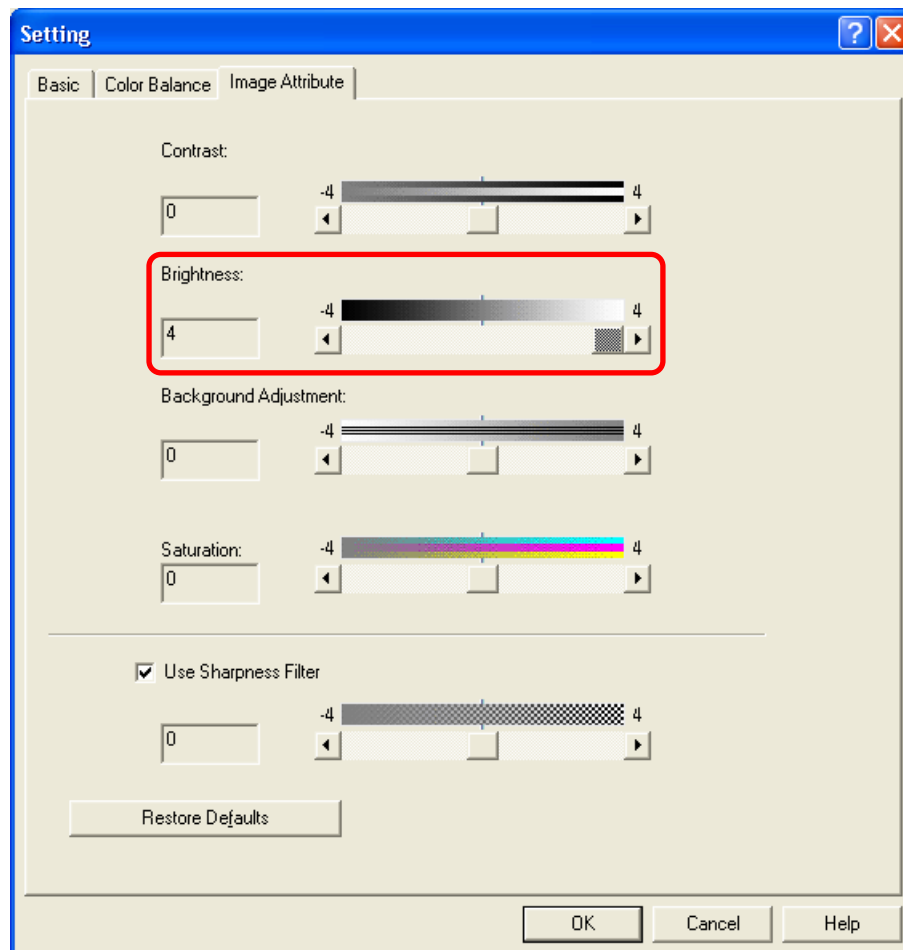 Setting
Basic Color Balance Image Attribute
Contrast:
-4 4
0
Brightness:
-4 4
4
Background Adjustment:
-4 4
0
Saturation:
-4 4
0
Use Sharpness Filter
-4 4
0
Restore Defaults
OK Cancel Help